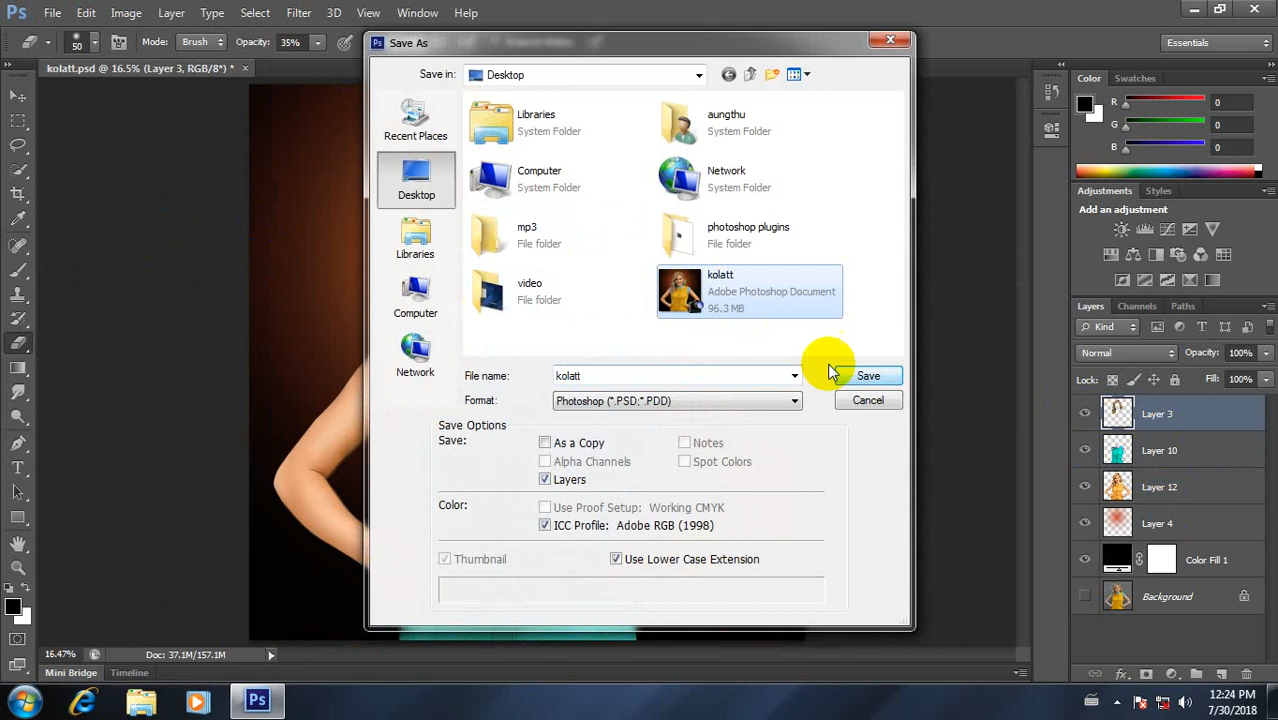 Ps File Edit Image Layer Type Select Filter 3D View Window Help
50 Mode: Brush Opacity: 35% Essentials
kolatt.psd @ 16.5% (Layer 3, RGB/8*) * ×
Save As
Save in: Desktop
Recent Places
Desktop
Libraries
Computer
Network
Libraries
System Folder
aungthu
System Folder
Computer
System Folder
Network
System Folder
mp3
File folder
photoshop plugins
File folder
video
File folder
kolatt
Adobe Photoshop Document
96.3 MB
File name: kolatt Save
Format: Photoshop (*.PSD;*.PDD) Cancel
Save Options
Save: As a Copy Notes
Alpha Channels Spot Colors
Layers
Color: Use Proof Setup: Working CMYK
ICC Profile: Adobe RGB (1998)
Thumbnail Use Lower Case Extension
Color Swatches
R 0
G 0
B 0
Adjustments Styles
Add an adjustment
Layers Channels Paths
Kind
Normal Opacity: 100%
Lock: Fill: 100%
Layer 3
Layer 10
Layer 12
Layer 4
Color Fill 1
Background
fx
16.47% Doc: 37.1M/157.1M
Mini Bridge Timeline
Ps
12:24 PM
7/30/2018